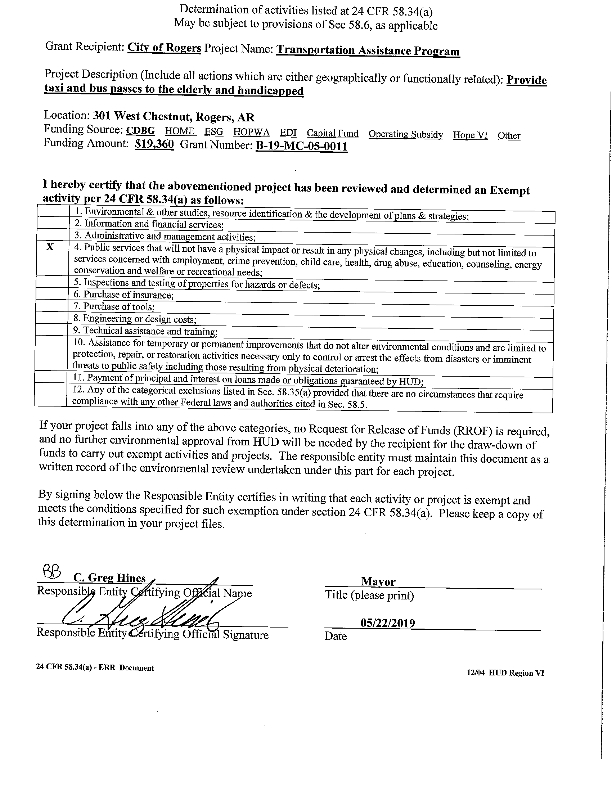 Determination of activities listed at 24 CFR 58.34(a)
May be subject to provisions of Sec 58.6, as applicable
Grant Recipient: City of Rogers Project Name: Transportation Assistance Program
Project Description (Include all actions which are either geographically or functionally related): Provide
taxi and bus passes to the elderly and handicapped
Location: 301 West Chestnut, Rogers, AR
Funding Source: CDBG HOME ESG HOPWA EDI Capital Fund Operating Subsidy Hope VI Other
Funding Amount: $19,360 Grant Number: B-19-MC-05-0011
I hereby certify that the abovementioned project has been reviewed and determined an Exempt
activity per 24 CFR 58.34(a) as follows:
1. Environmental & other studies, resource identification & the development of plans & strategies;
2. Information and financial services;
3. Administrative and management activities;
X 4. Public services that will not have a physical impact or result in any physical changes, including but not limited to
services concerned with employment, crime prevention, child care, health, drug abuse, education, counseling, energy
conservation and welfare or recreational needs;
5. Inspections and testing of properties for hazards or defects;
6. Purchase of insurance;
7. Purchase of tools;
8. Engineering or design costs;
9. Technical assistance and training;
10. Assistance for temporary or permanent improvements that do not alter environmental conditions and are limited to
protection, repair, or restoration activities necessary only to control or arrest the effects from disasters or imminent
threats to public safety including those resulting from physical deterioration;
11. Payment of principal and interest on loans made or obligations guaranteed by HUD;
12. Any of the categorical exclusions listed in Sec. 58.35(a) provided that there are no circumstances that require
compliance with any other Federal laws and authorities cited in Sec. 58.5.
If your project falls into any of the above categories, no Request for Release of Funds (RROF) is required,
and no further environmental approval from HUD will be needed by the recipient for the draw-down of
funds to carry out exempt activities and projects. The responsible entity must maintain this document as a
written record of the environmental review undertaken under this part for each project.
By signing below the Responsible Entity certifies in writing that each activity or project is exempt and
meets the conditions specified for such exemption under section 24 CFR 58.34(a). Please keep a copy of
this determination in your project files.
BB C. Greg Hines Mayor
Responsible Entity Certifying Official Name Title (please print)
C. Greg Hines 05/22/2019
Responsible Entity Certifying Official Signature Date
24 CFR 58.34(a) - ERR Document 12/04 HUD Region VI